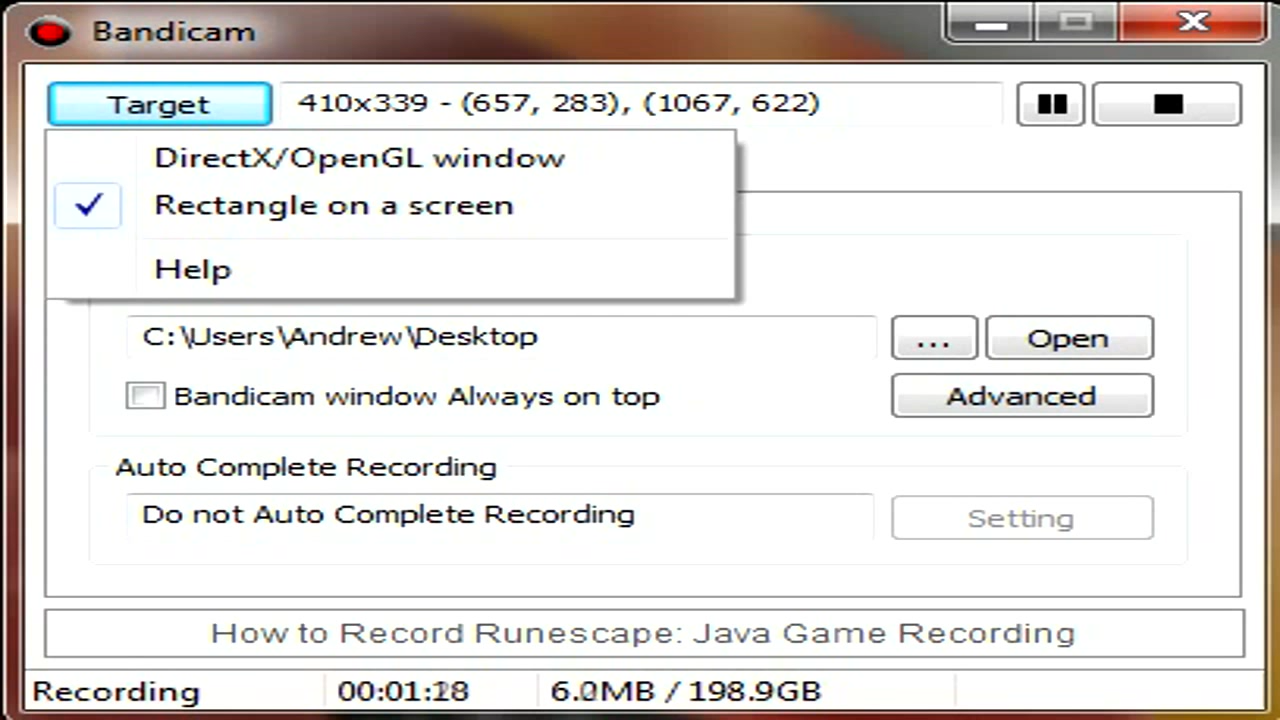 Bandicam
Target
410x339 - (657, 283), (1067, 622)
DirectX/OpenGL window
Rectangle on a screen
Help
C:\Users\Andrew\Desktop
...
Open
Bandicam window Always on top
Advanced
Auto Complete Recording
Do not Auto Complete Recording
Setting
How to Record Runescape: Java Game Recording
Recording
00:01:28
6.0MB / 198.9GB